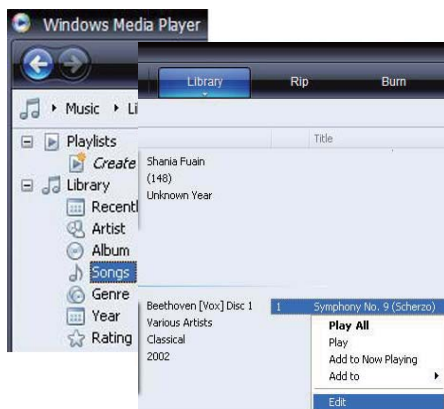 Windows Media Player
Music Li
Playlists
Create
Library
Recentl
Artist
Album
Songs
Genre
Year
Rating
Library Rip Burn
Title
Shania Fuain
(148)
Unknown Year
Beethoven [Vox] Disc 1 1 Symphony No. 9 (Scherzo)
Various Artists
Classical
2002
Play All
Play
Add to Now Playing
Add to
Edit